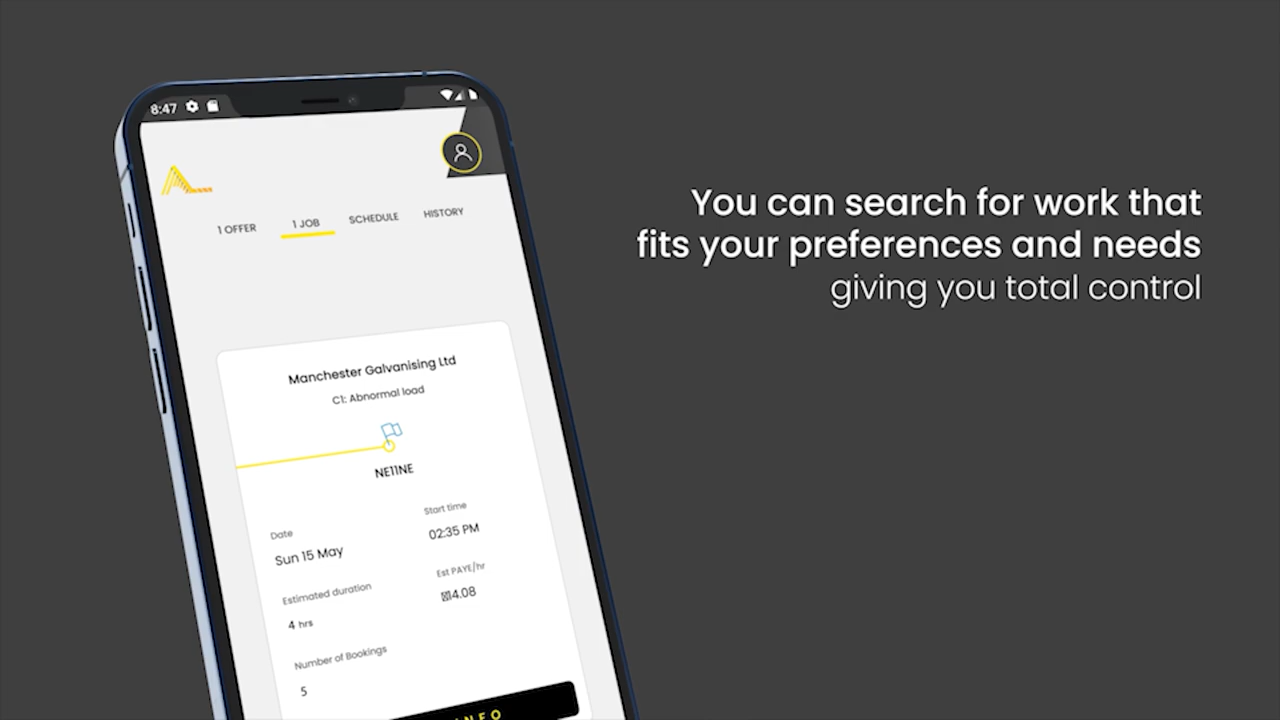 8:47
1 OFFER
1 JOB
SCHEDULE
HISTORY
Manchester Galvanising Ltd
C1: Abnormal load
NE11NE
Date
Start time
Sun 15 May
02:35 PM
Estimated duration
Est PAYE/hr
4 hrs
14.08
Number of Bookings
5
You can search for work that
fits your preferences and needs
giving you total control